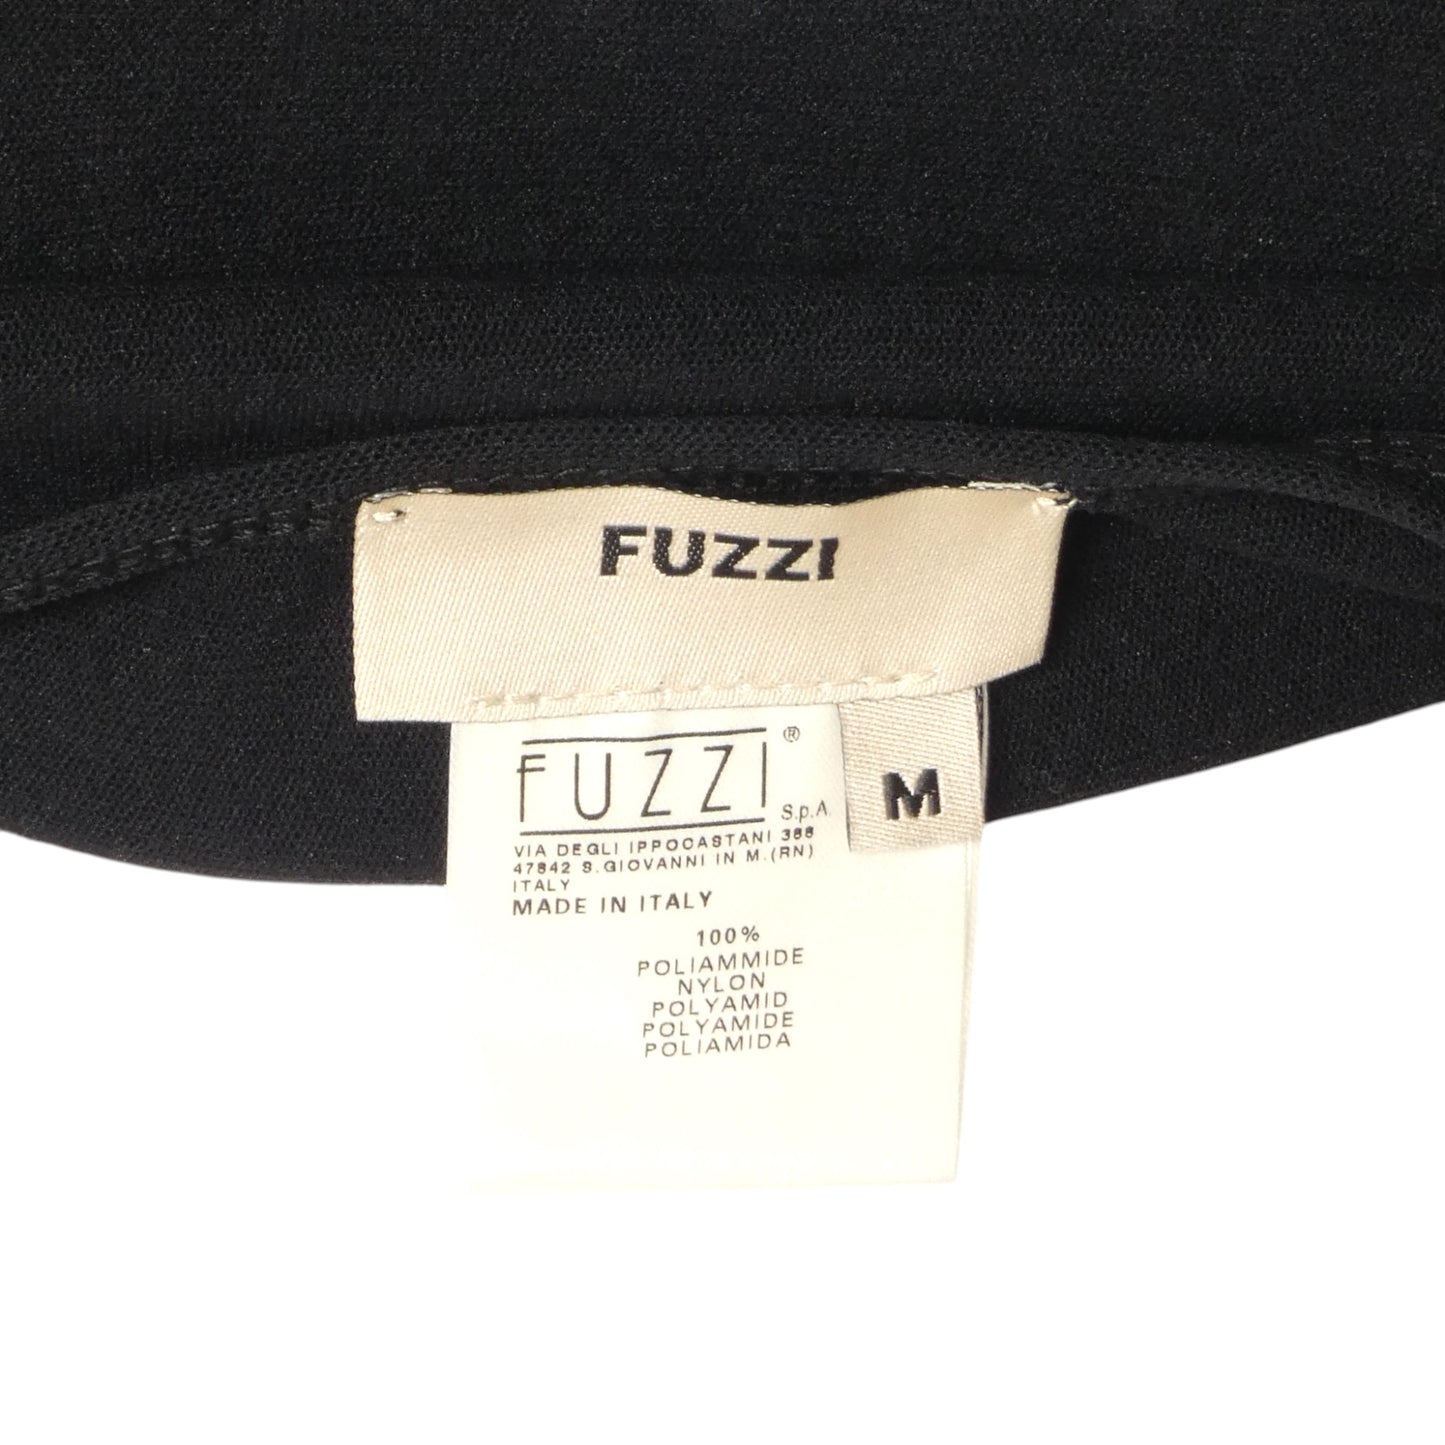 FUZZI
FUZZI®
S.p.A.
M
VIA DEGLI IPPOCASTANI 388
47842 S.GIOVANNI IN M.(RN)
ITALY
MADE IN ITALY
100%
POLIAMMIDE
NYLON
POLYAMID
POLYAMIDE
POLIAMIDA